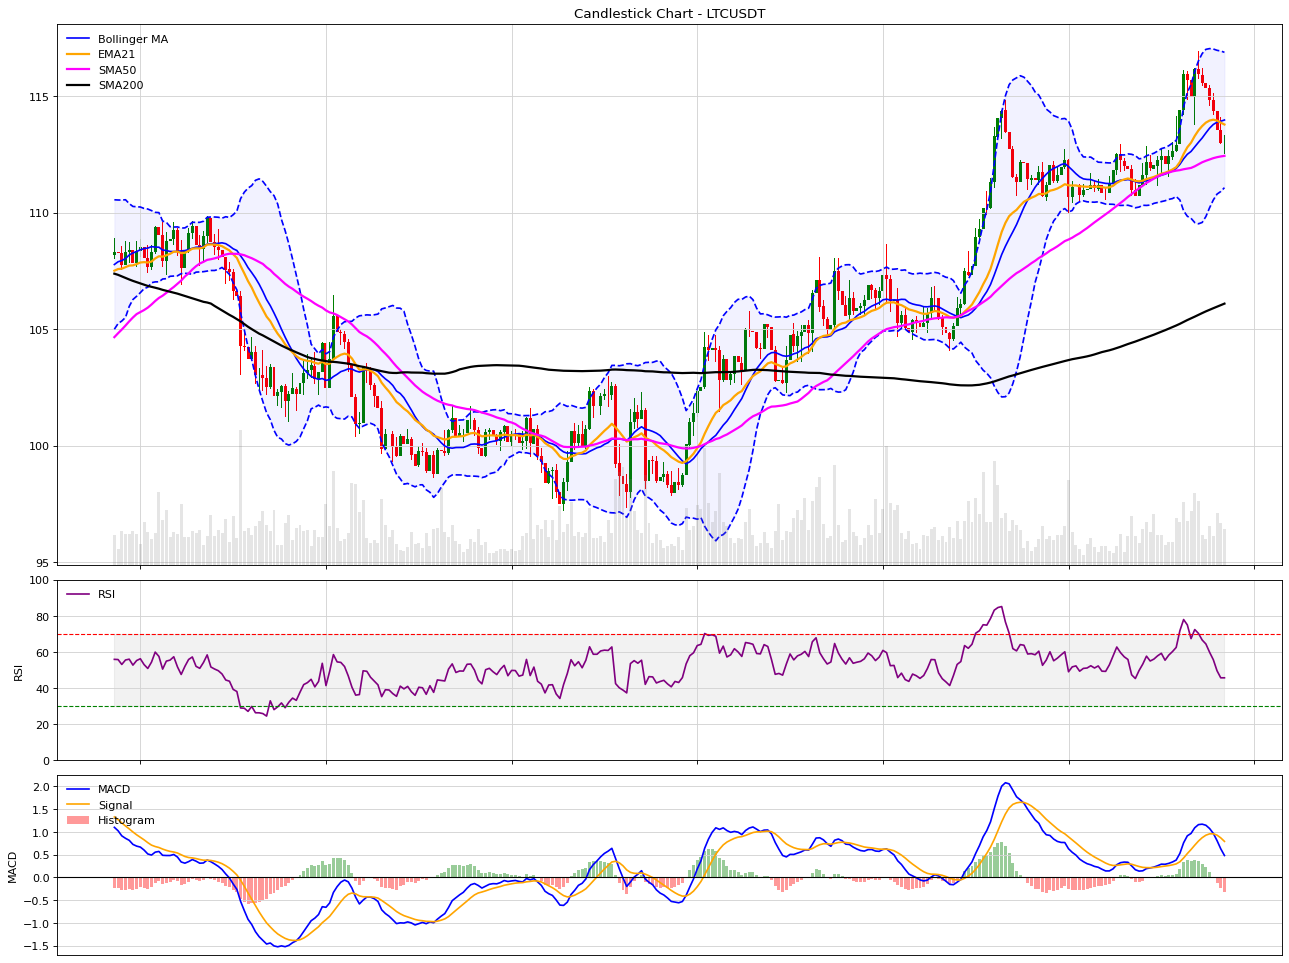 Candlestick Chart - LTCUSDT
Bollinger MA
EMA21
SMA50
SMA200
115
110
105
100
95
100
80
60
40
20
0
RSI
RSI
2.0
1.5
1.0
0.5
0.0
−0.5
−1.0
−1.5
MACD
MACD
Signal
Histogram